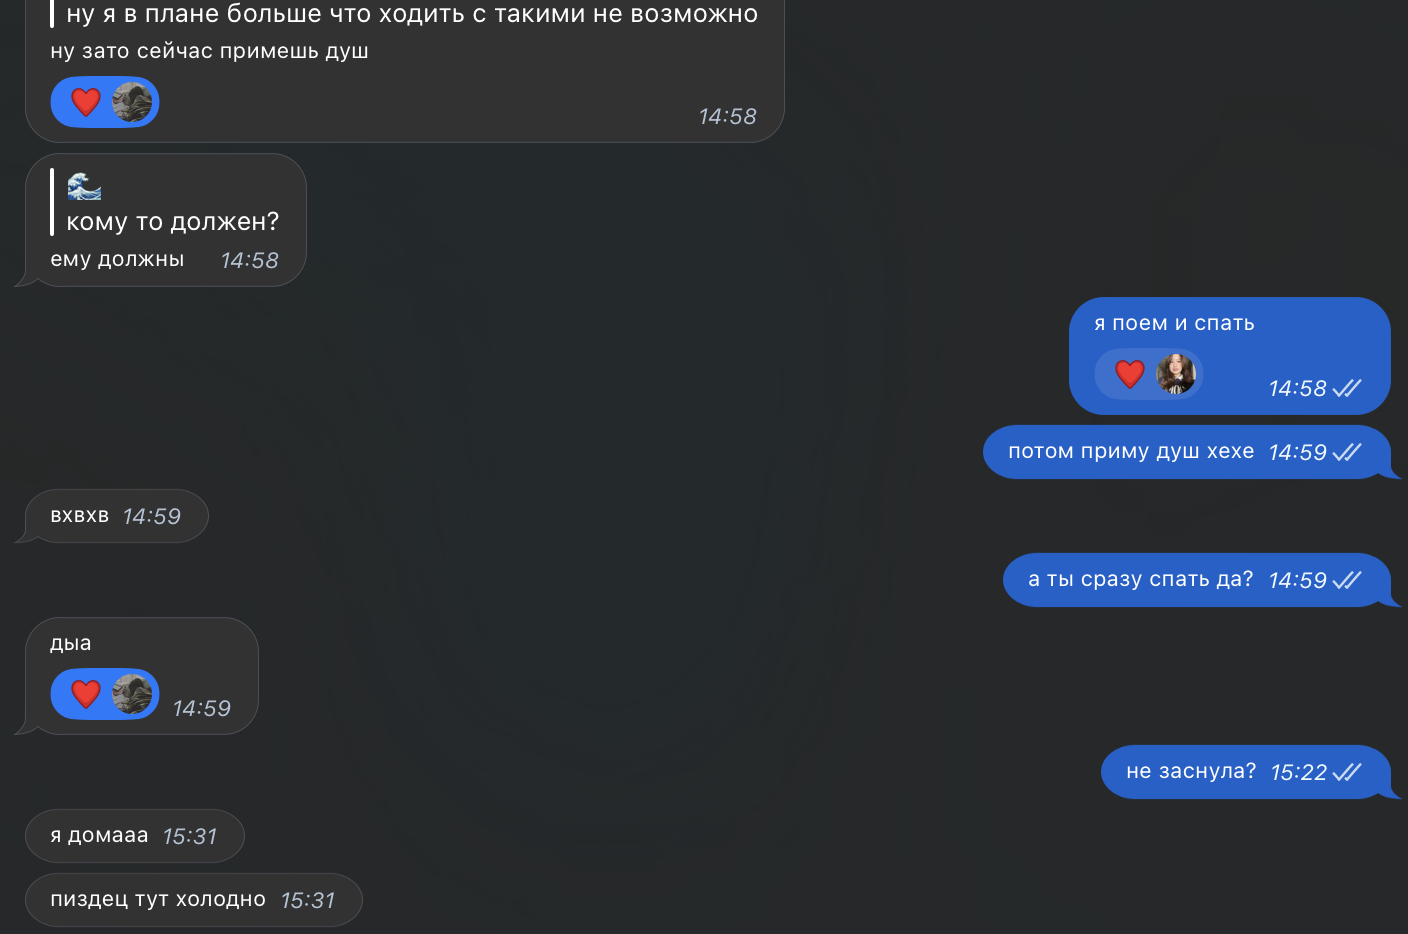 ну я в плане больше что ходить с такими не возможно
ну зато сейчас примешь душ
14:58
🌊
кому то должен?
ему должны 14:58
я поем и спать
14:58
потом приму душ хехе 14:59
вхвхв 14:59
а ты сразу спать да? 14:59
дыа
14:59
не заснула? 15:22
я домааа 15:31
пиздец тут холодно 15:31